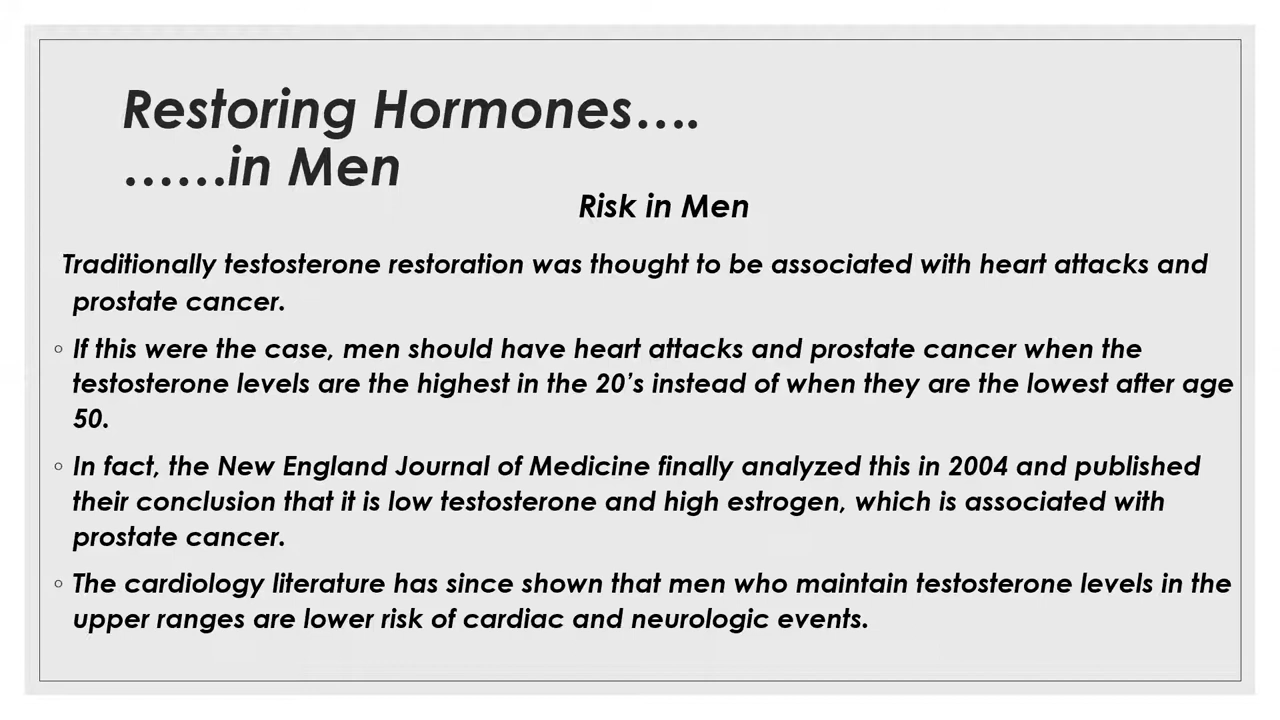 Restoring Hormones….
……in Men
Risk in Men
Traditionally testosterone restoration was thought to be associated with heart attacks and
prostate cancer.
◦ If this were the case, men should have heart attacks and prostate cancer when the
testosterone levels are the highest in the 20’s instead of when they are the lowest after age
50.
◦ In fact, the New England Journal of Medicine finally analyzed this in 2004 and published
their conclusion that it is low testosterone and high estrogen, which is associated with
prostate cancer.
◦ The cardiology literature has since shown that men who maintain testosterone levels in the
upper ranges are lower risk of cardiac and neurologic events.